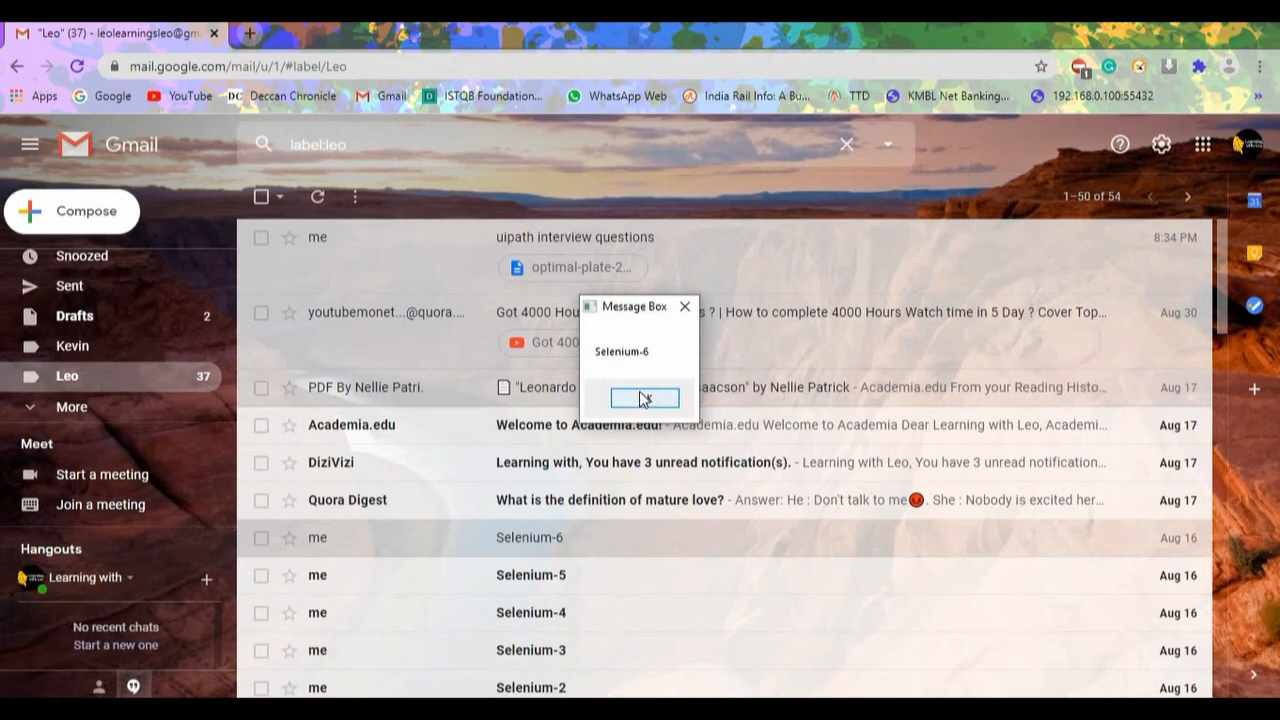 "Leo" (37) - leolearningsleo@gm
mail.google.com/mail/u/1/#label/Leo
1
Apps Google YouTube DC Deccan Chronicle Gmail ISTQB Foundation... WhatsApp Web India Rail Info: A Bu... TTD KMBL Net Banking... 192.168.0.100:55432 »
Gmail
label:leo
Compose
1–50 of 54
Snoozed
Sent
Drafts 2
Kevin
Leo 37
More
Meet
Start a meeting
Join a meeting
Hangouts
Learning with
No recent chats
Start a new one
me uipath interview questions 8:34 PM
optimal-plate-2...
youtubemonet...@quora.... Got 4000 Hou s ? | How to complete 4000 Hours Watch time in 5 Day ? Cover Top... Aug 30
Got 400
PDF By Nellie Patri. "Leonardo aacson" by Nellie Patrick - Academia.edu From your Reading Histo... Aug 17
Academia.edu Welcome to Academia.edu! - Academia.edu Welcome to Academia Dear Learning with Leo, Academi... Aug 17
DiziVizi Learning with, You have 3 unread notification(s). - Learning with Leo, You have 3 unread notification... Aug 17
Quora Digest What is the definition of mature love? - Answer: He : Don't talk to me😡. She : Nobody is excited her... Aug 17
me Selenium-6 Aug 16
me Selenium-5 Aug 16
me Selenium-4 Aug 16
me Selenium-3 Aug 16
me Selenium-2 Aug 16
Message Box
Selenium-6
31